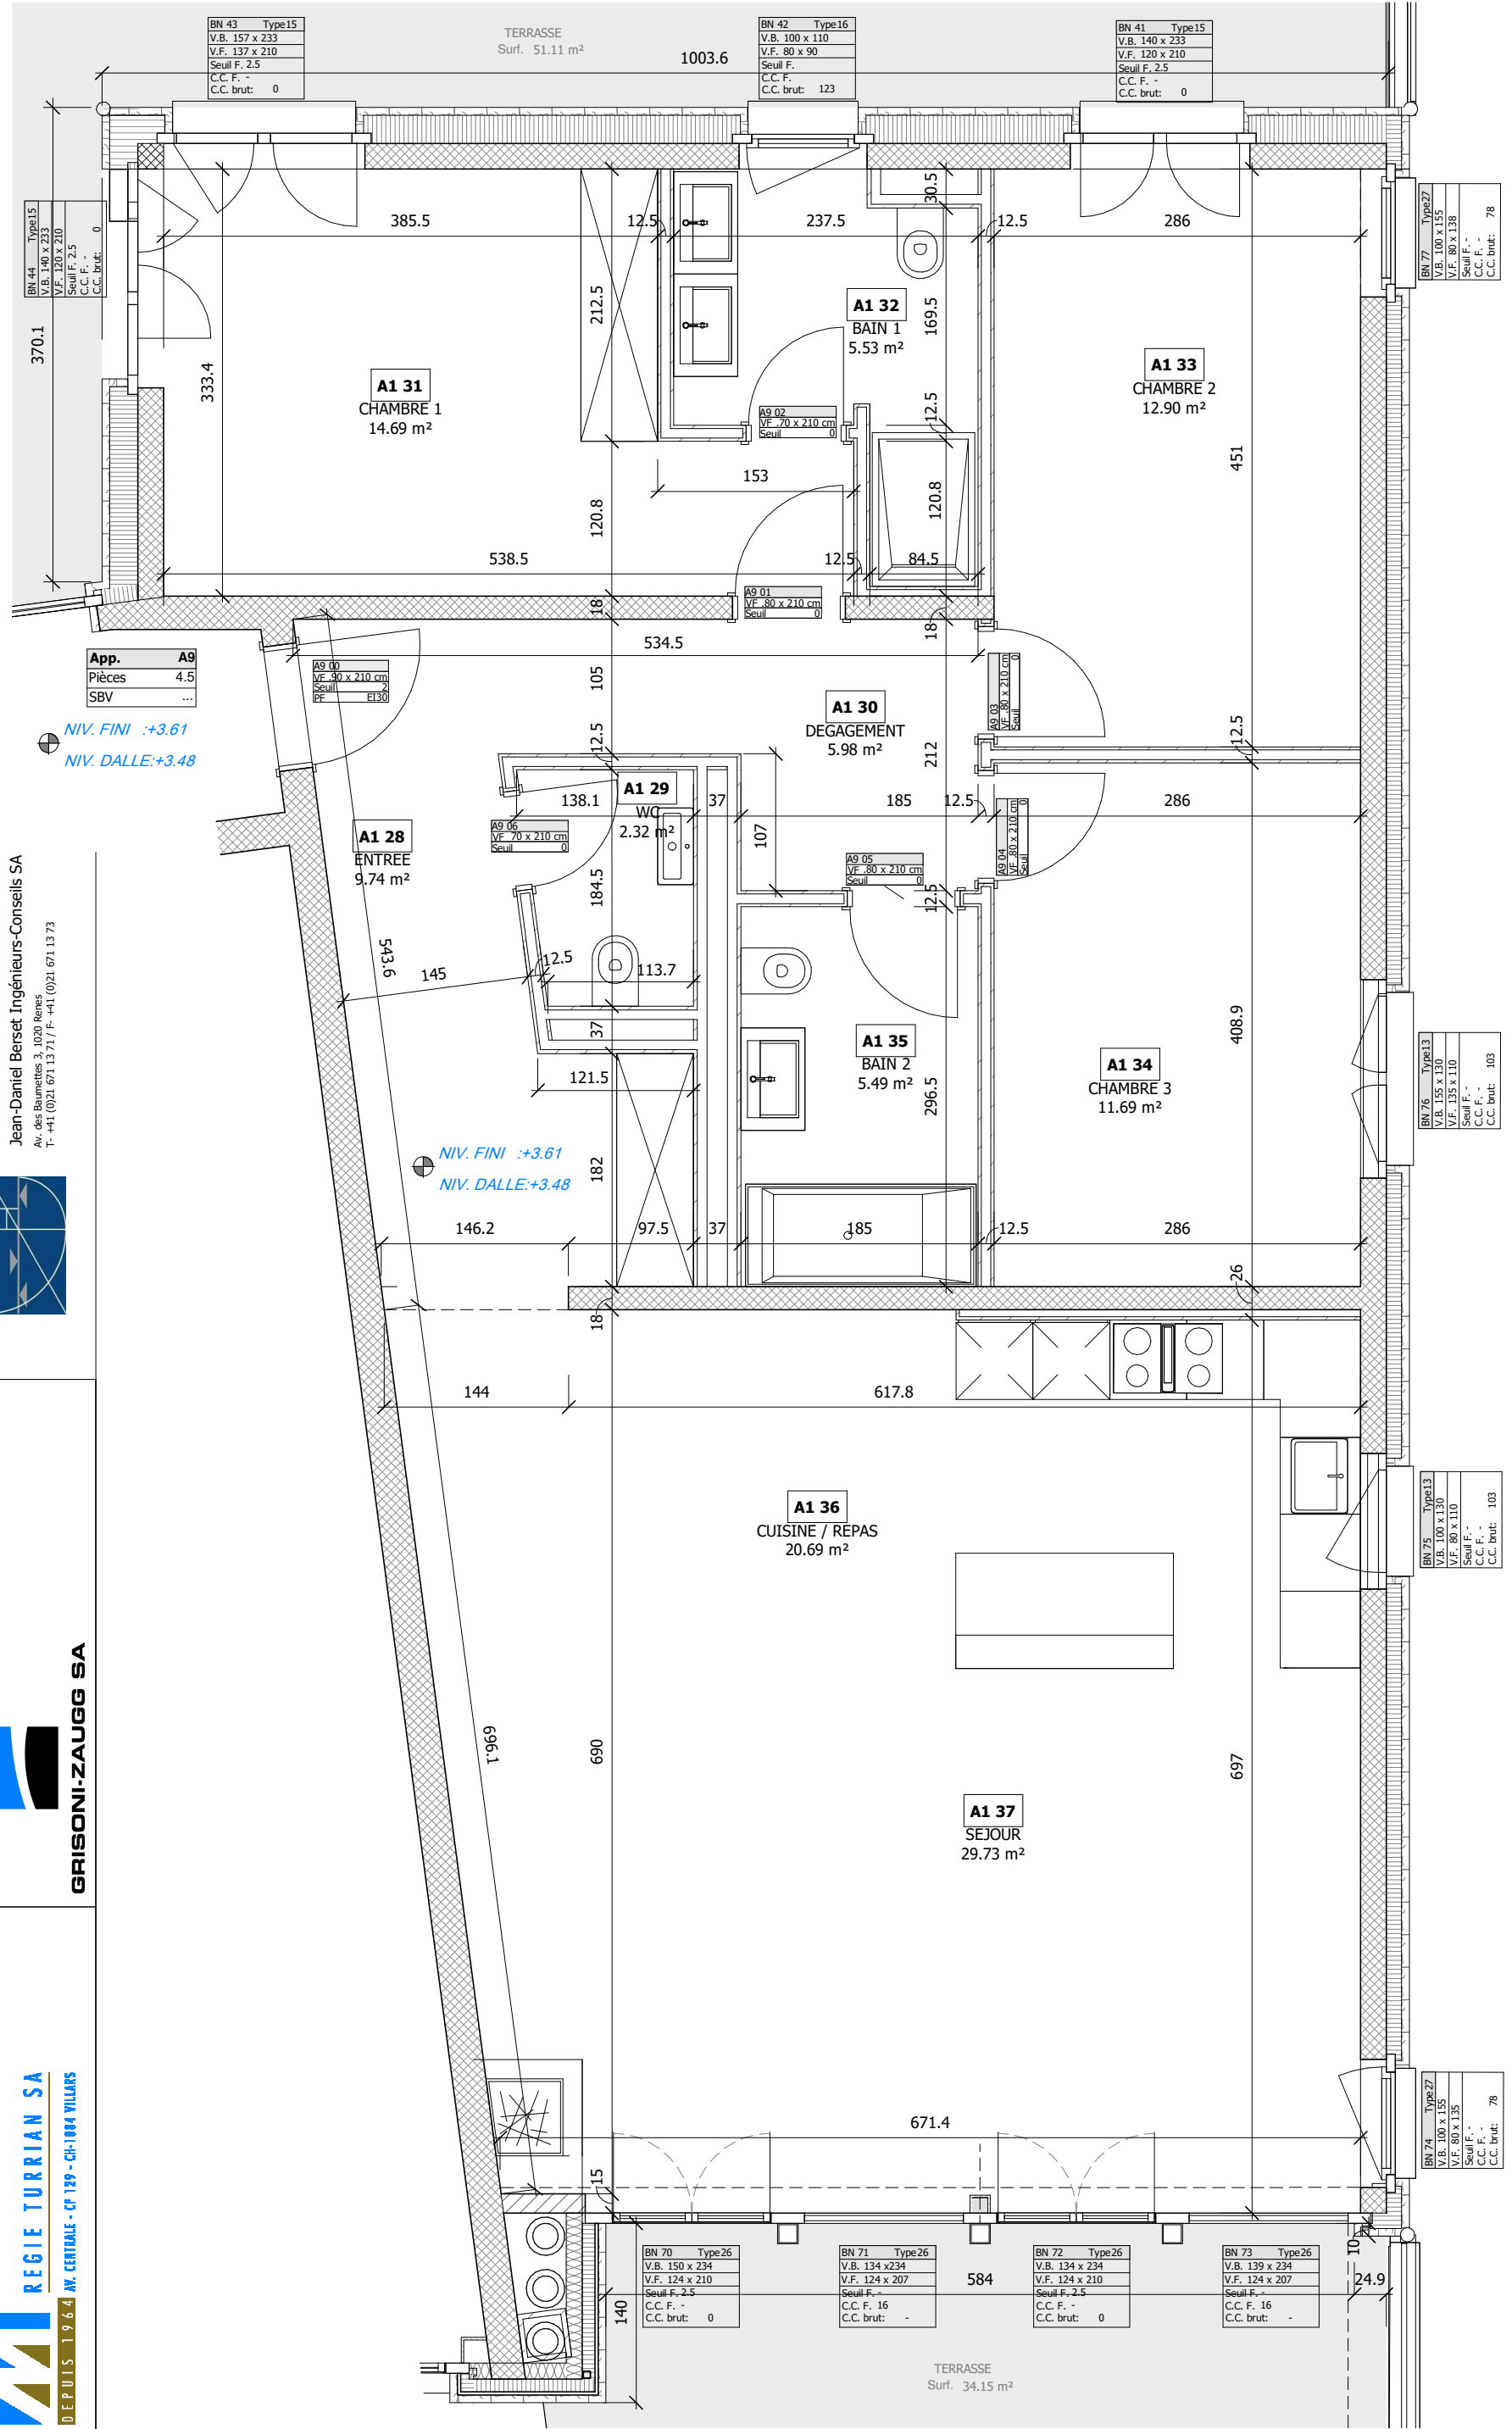 BN 43 Type15
V.B. 157 x 233
V.F. 137 x 210
Seuil F. 2.5
C.C. F. -
C.C. brut: 0
TERRASSE
Surf. 51.11 m²
BN 42 Type16
V.B. 100 x 110
V.F. 80 x 90
Seuil F.
C.C. F.
C.C. brut: 123
BN 41 Type15
V.B. 140 x 233
V.F. 120 x 210
Seuil F. 2.5
C.C. F. -
C.C. brut: 0
1003.6
BN 44 Type15
V.B. 140 x 233
V.F. 120 x 210
Seuil F. 2.5
C.C. F. -
C.C. brut: 0
370.1
BN 77 Type27
V.B. 100 x 155
V.F. 80 x 138
Seuil F. -
C.C. F. -
C.C. brut: 78
385.5
12.5
237.5
30.5
12.5
286
333.4
212.5
169.5
A1 31
CHAMBRE 1
14.69 m²
A1 32
BAIN 1
5.53 m²
A1 33
CHAMBRE 2
12.90 m²
A9 02
VF .70 x 210 cm
Seuil 0
12.5
451
153
120.8
120.8
538.5
12.5
84.5
A9 01
VF .80 x 210 cm
Seuil 0
18
18
534.5
App. A9
Pièces 4.5
SBV ...
A9 00
VF .90 x 210 cm
Seuil 2
PF EI30
NIV. FINI :+3.61
NIV. DALLE:+3.48
105
A1 30
DEGAGEMENT
5.98 m²
A9 03
VF .80 x 210 cm
Seuil 0
12.5
212
12.5
A1 29
WC
2.32 m²
138.1
37
185
12.5
286
107
A1 28
ENTREE
9.74 m²
A9 06
VF 70 x 210 cm
Seuil 0
A9 05
VF .80 x 210 cm
Seuil 0
A9 04
VF .80 x 210 cm
Seuil 0
184.5
12.5
543.6
145
12.5
113.7
37
121.5
A1 35
BAIN 2
5.49 m²
296.5
408.9
A1 34
CHAMBRE 3
11.69 m²
BN 76 Type13
V.B. 155 x 130
V.F. 135 x 110
Seuil F. -
C.C. F. -
C.C. brut: 103
Jean-Daniel Berset Ingénieurs-Conseils SA
Av. des Baumettes 3, 1020 Renes
T- +41 (0)21 671 13 71 / F- +41 (0)21 671 13 73
NIV. FINI :+3.61
NIV. DALLE:+3.48
182
146.2
97.5
37
185
12.5
286
18
26
144
617.8
A1 36
CUISINE / REPAS
20.69 m²
BN 75 Type13
V.B. 100 x 130
V.F. 80 x 110
Seuil F. -
C.C. F. -
C.C. brut: 103
GRISONI-ZAUGG SA
696.1
690
697
A1 37
SEJOUR
29.73 m²
671.4
15
BN 74 Type27
V.B. 100 x 155
V.F. 80 x 135
Seuil F. -
C.C. F. -
C.C. brut: 78
REGIE TURRIAN SA
AV. CENTRALE - CP 129 - CH-1884 VILLARS
DEPUIS 1964
BN 70 Type26
V.B. 150 x 234
V.F. 124 x 210
Seuil F. 2.5
C.C. F. -
C.C. brut: 0
BN 71 Type26
V.B. 134 x234
V.F. 124 x 207
Seuil F. -
C.C. F. 16
C.C. brut: -
BN 72 Type26
V.B. 134 x 234
V.F. 124 x 210
Seuil F. 2.5
C.C. F. -
C.C. brut: 0
BN 73 Type26
V.B. 139 x 234
V.F. 124 x 207
Seuil F. -
C.C. F. 16
C.C. brut: -
140
584
10
24.9
TERRASSE
Surf. 34.15 m²